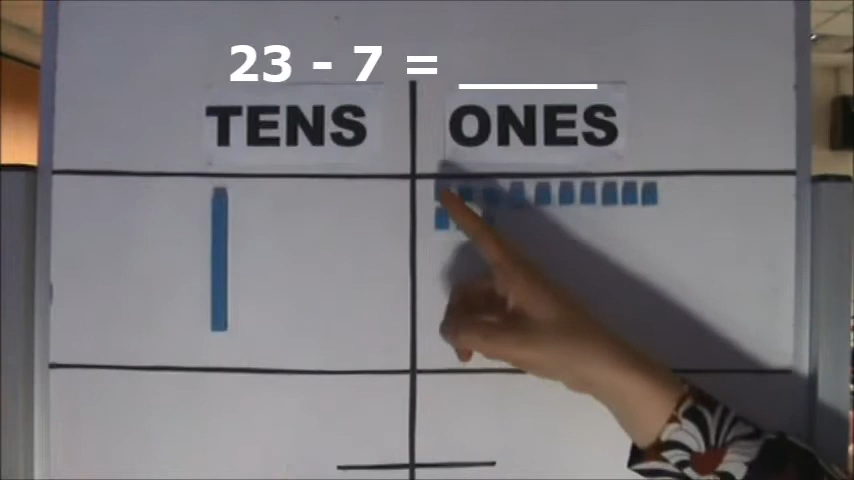 23 - 7 = _____
TENS ONES